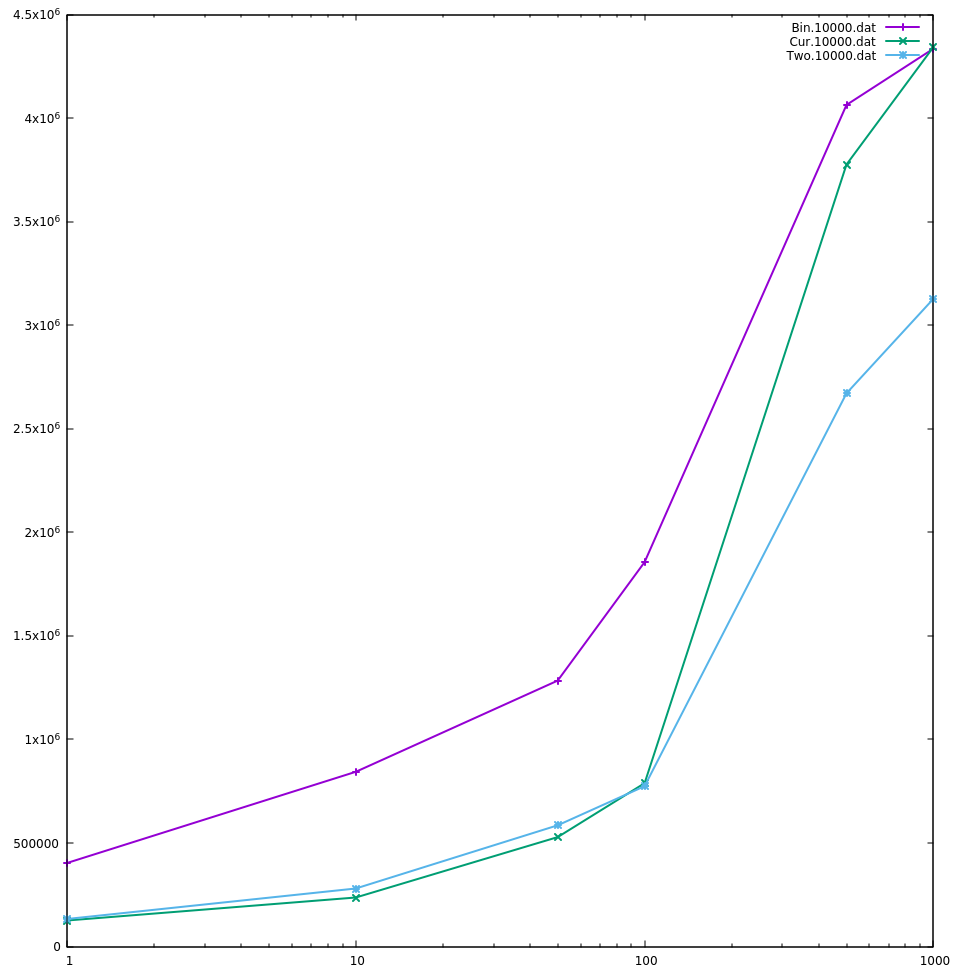 4.5x10⁶
Bin.10000.dat
Cur.10000.dat
Two.10000.dat
4x10⁶
3.5x10⁶
3x10⁶
2.5x10⁶
2x10⁶
1.5x10⁶
1x10⁶
500000
0
1 10 100 1000